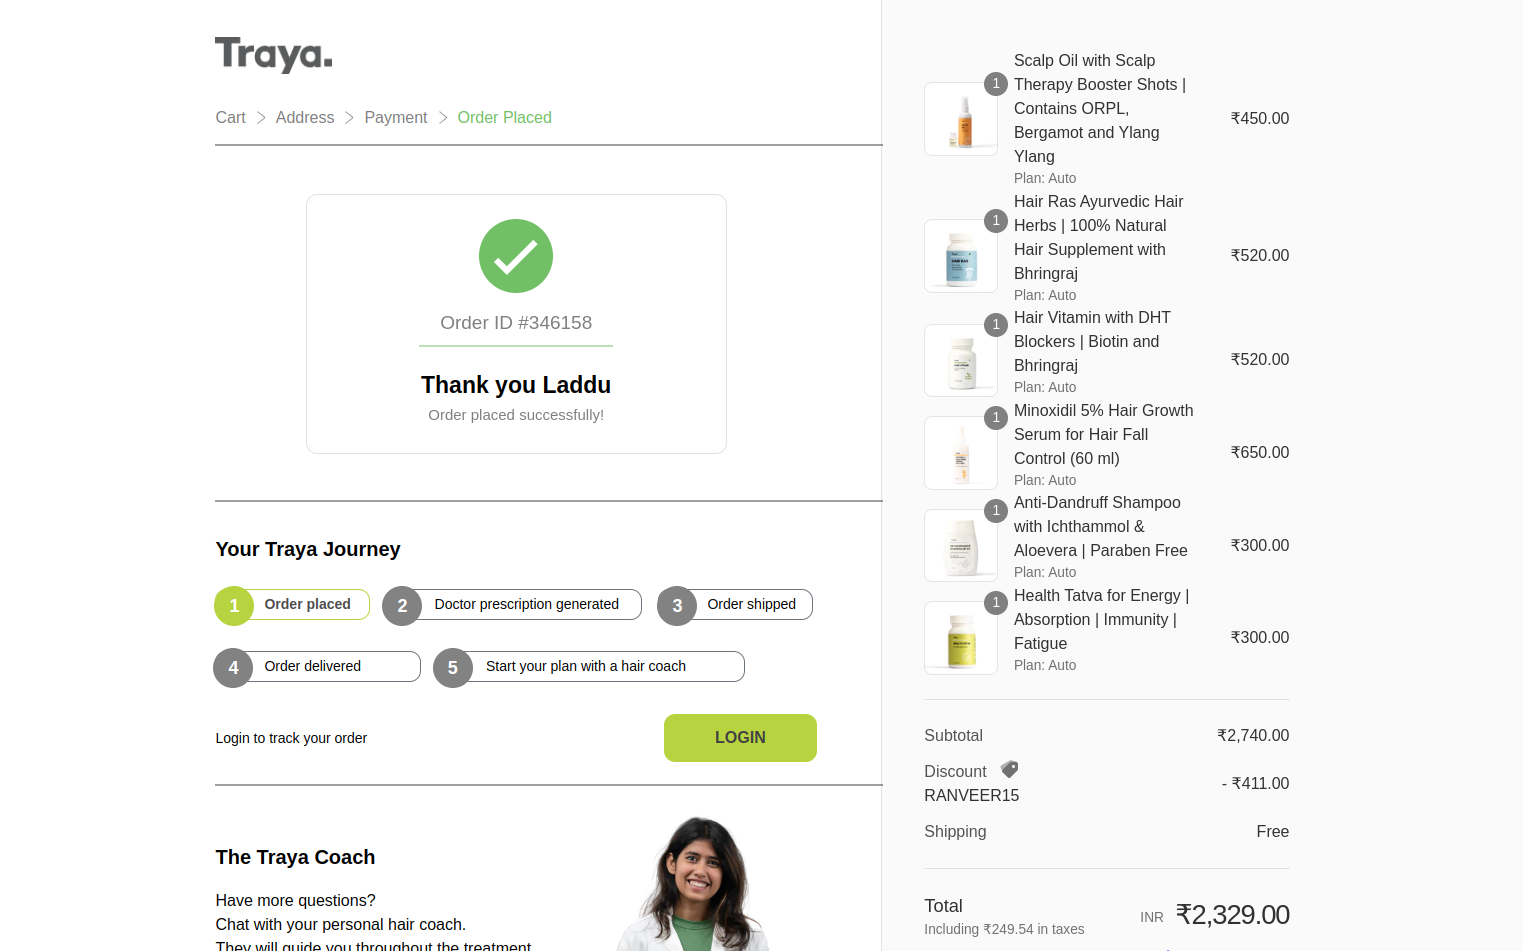 Traya.
Cart > Address > Payment > Order Placed
Order ID #346158
Thank you Laddu
Order placed successfully!
Your Traya Journey
1 Order placed
2 Doctor prescription generated
3 Order shipped
4 Order delivered
5 Start your plan with a hair coach
Login to track your order
LOGIN
The Traya Coach
Have more questions?
Chat with your personal hair coach.
They will guide you throughout the treatment
1
Scalp Oil with Scalp
Therapy Booster Shots |
Contains ORPL,
Bergamot and Ylang
Ylang
Plan: Auto
₹450.00
1
Hair Ras Ayurvedic Hair
Herbs | 100% Natural
Hair Supplement with
Bhringraj
Plan: Auto
₹520.00
1
Hair Vitamin with DHT
Blockers | Biotin and
Bhringraj
Plan: Auto
₹520.00
1
Minoxidil 5% Hair Growth
Serum for Hair Fall
Control (60 ml)
Plan: Auto
₹650.00
1
Anti-Dandruff Shampoo
with Ichthammol &
Aloevera | Paraben Free
Plan: Auto
₹300.00
1
Health Tatva for Energy |
Absorption | Immunity |
Fatigue
Plan: Auto
₹300.00
Subtotal ₹2,740.00
Discount
RANVEER15
- ₹411.00
Shipping Free
Total
Including ₹249.54 in taxes
INR ₹2,329.00